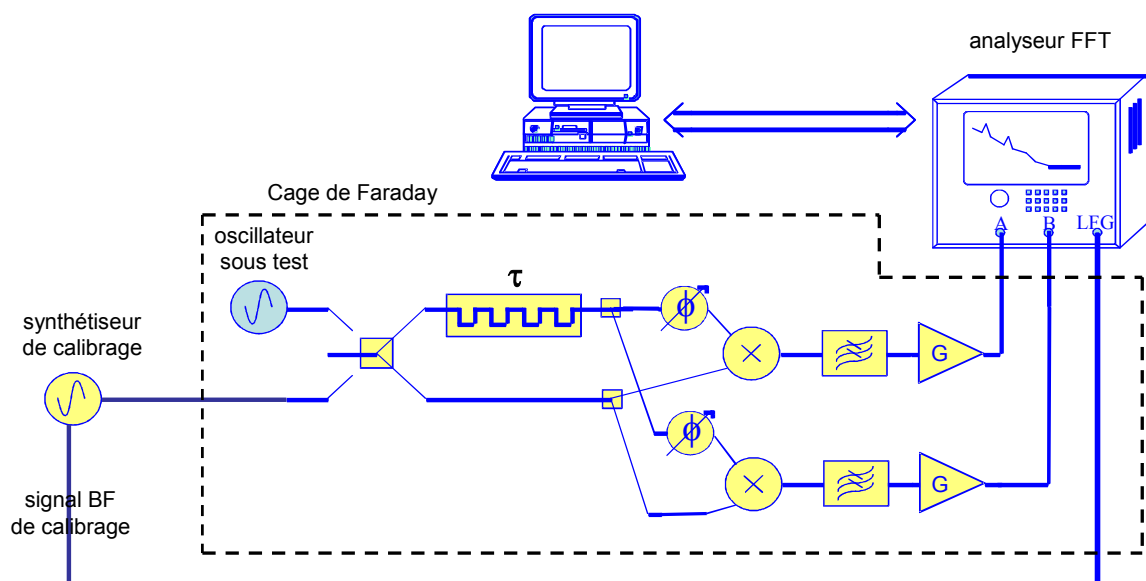 analyseur FFT
Cage de Faraday
A B LFG
oscillateur
sous test
τ
ϕ
synthétiseur
de calibrage
G
ϕ
signal BF
de calibrage
G